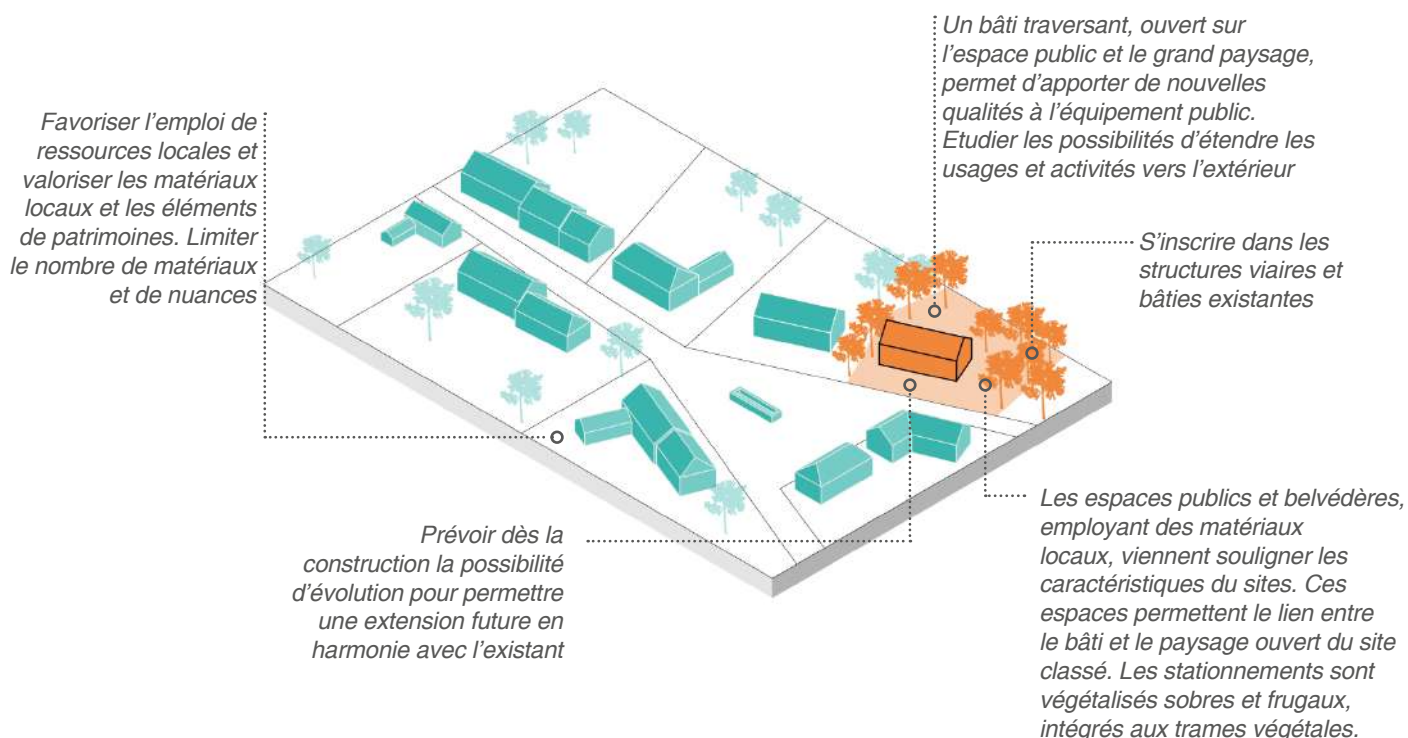 Un bâti traversant, ouvert sur
l’espace public et le grand paysage,
permet d’apporter de nouvelles
qualités à l’équipement public.
Etudier les possibilités d’étendre les
usages et activités vers l’extérieur
Favoriser l’emploi de
ressources locales et
valoriser les matériaux
locaux et les éléments
de patrimoines. Limiter
le nombre de matériaux
et de nuances
S’inscrire dans les
structures viaires et
bâties existantes
Prévoir dès la
construction la possibilité
d’évolution pour permettre
une extension future en
harmonie avec l’existant
Les espaces publics et belvédères,
employant des matériaux
locaux, viennent souligner les
caractéristiques du sites. Ces
espaces permettent le lien entre
le bâti et le paysage ouvert du site
classé. Les stationnements sont
végétalisés sobres et frugaux,
intégrés aux trames végétales.